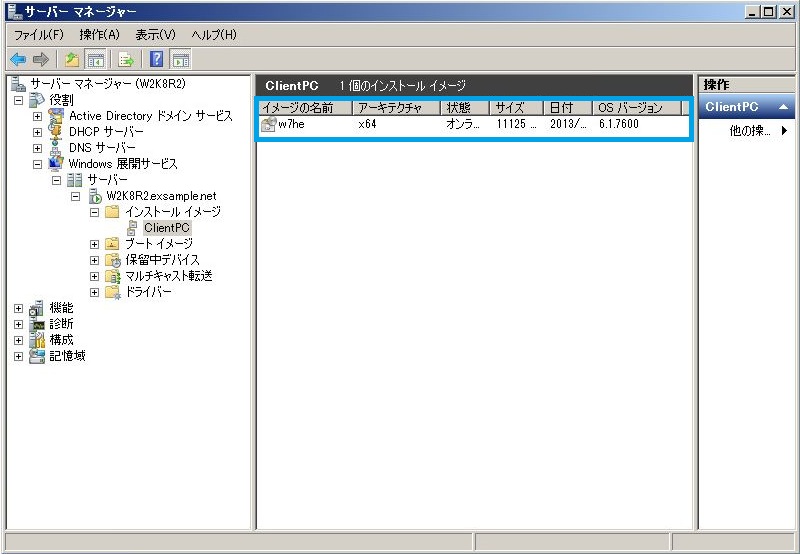 サーバー マネージャー
ファイル(F) 操作(A) 表示(V) ヘルプ(H)
サーバー マネージャー (W2K8R2)
役割
Active Directory ドメイン サービス
DHCP サーバー
DNS サーバー
Windows 展開サービス
サーバー
W2K8R2.exsample.net
インストール イメージ
ClientPC
ブート イメージ
保留中デバイス
マルチキャスト転送
ドライバー
機能
診断
構成
記憶域
ClientPC 1 個のインストール イメージ
イメージの名前 アーキテクチャ 状態 サイズ 日付 OS バージョン
w7he x64 オンラ... 11125 ... 2013/... 6.1.7600
操作
ClientPC
他の操...